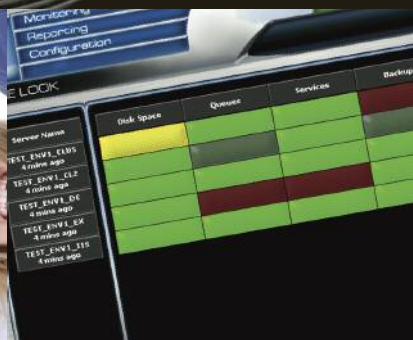 Monitoring
Reporting
Configuration
E LOOK
Server Name
Disk Space
Queues
Services
Backup
TEST_ENV1_CL05
4 mins ago
TEST_ENV1_CL2
4 mins ago
TEST_ENV1_DC
4 mins ago
TEST_ENV1_EX
4 mins ago
TEST_ENV1_IIS
4 mins ago